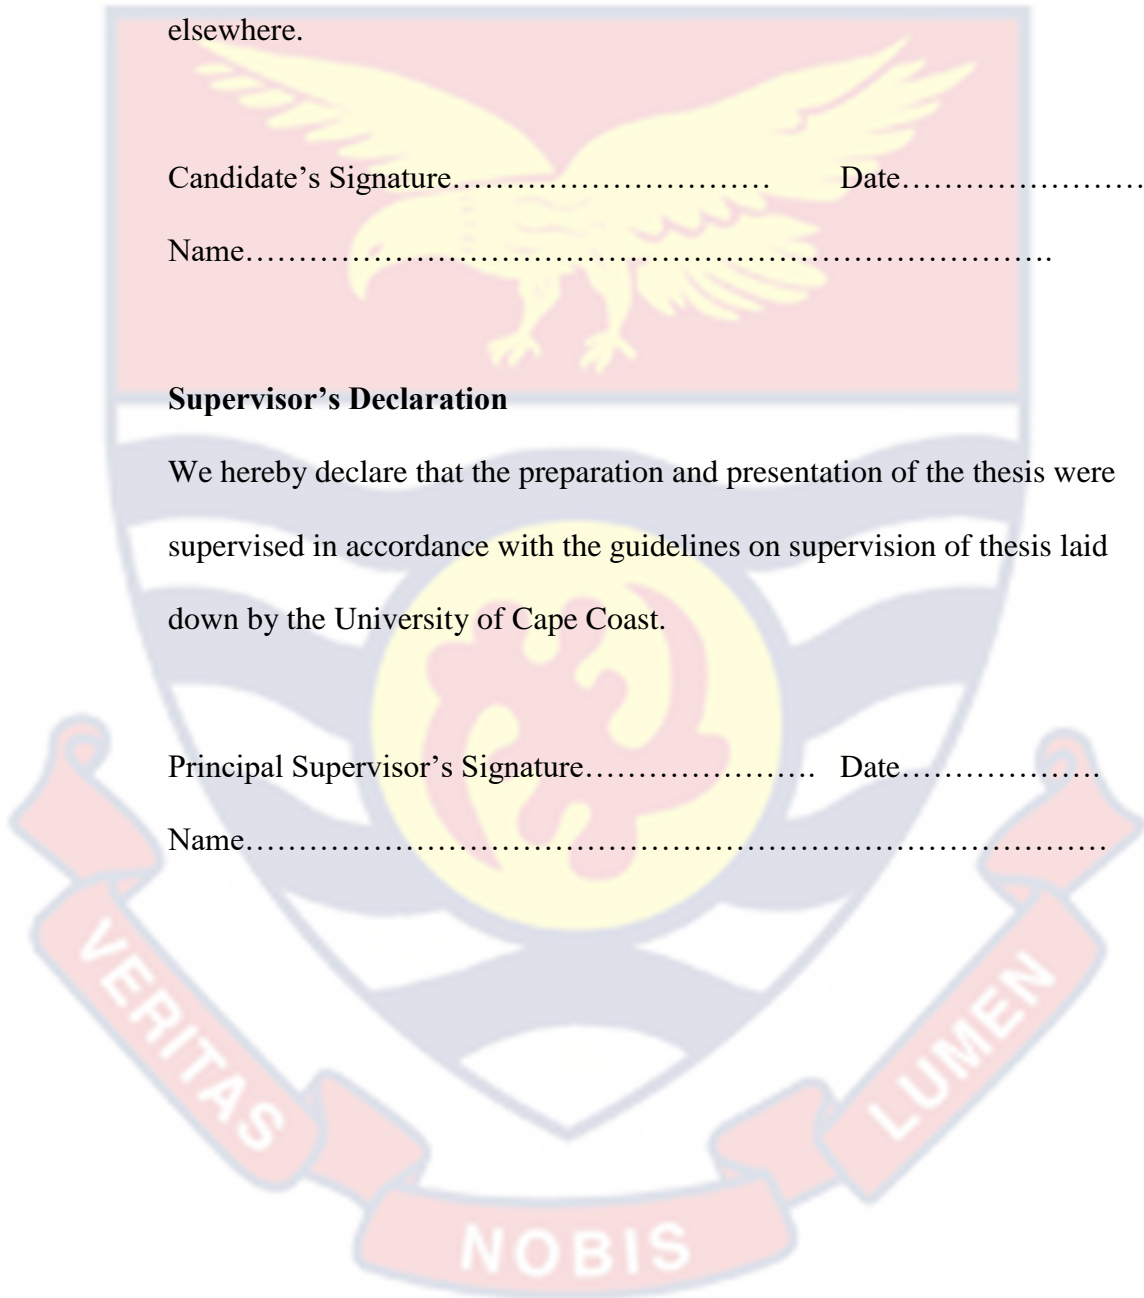 elsewhere.
Candidate’s Signature………………………… Date……………………
Name………………………………………………………………….
Supervisor’s Declaration
We hereby declare that the preparation and presentation of the thesis were
supervised in accordance with the guidelines on supervision of thesis laid
down by the University of Cape Coast.
Principal Supervisor’s Signature…………………. Date……………….
Name………………………………………………………………………
VERITAS
NOBIS
LUMEN